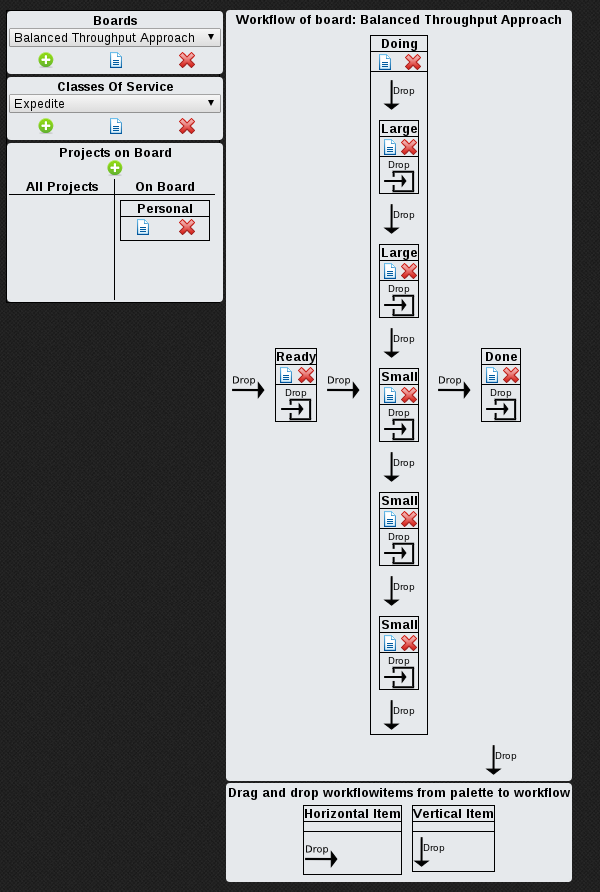 Boards
Balanced Throughput Approach
Classes Of Service
Expedite
Projects on Board
All Projects
On Board
Personal
Workflow of board: Balanced Throughput Approach
Drop
Ready
Drop
Drop
Doing
Drop
Large
Drop
Drop
Large
Drop
Drop
Small
Drop
Drop
Small
Drop
Drop
Small
Drop
Drop
Drop
Done
Drop
Drop
Drag and drop workflowitems from palette to workflow
Horizontal Item
Drop
Vertical Item
Drop